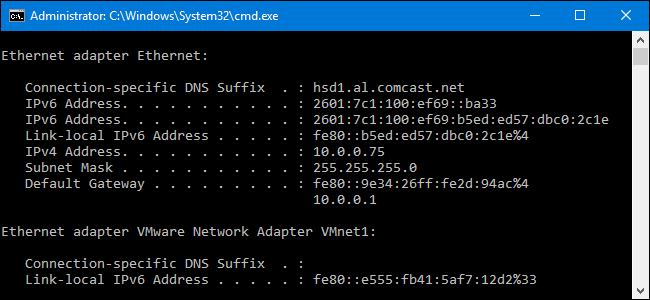 Administrator: C:\Windows\System32\cmd.exe
Ethernet adapter Ethernet:
Connection-specific DNS Suffix  . : hsd1.al.comcast.net
IPv6 Address. . . . . . . . . . . : 2601:7c1:100:ef69::ba33
IPv6 Address. . . . . . . . . . . : 2601:7c1:100:ef69:b5ed:ed57:dbc0:2c1e
Link-local IPv6 Address . . . . . : fe80::b5ed:ed57:dbc0:2c1e%4
IPv4 Address. . . . . . . . . . . : 10.0.0.75
Subnet Mask . . . . . . . . . . . : 255.255.255.0
Default Gateway . . . . . . . . . : fe80::9e34:26ff:fe2d:94ac%4
10.0.0.1
Ethernet adapter VMware Network Adapter VMnet1:
Connection-specific DNS Suffix  . :
Link-local IPv6 Address . . . . . : fe80::e555:fb41:5af7:12d2%33